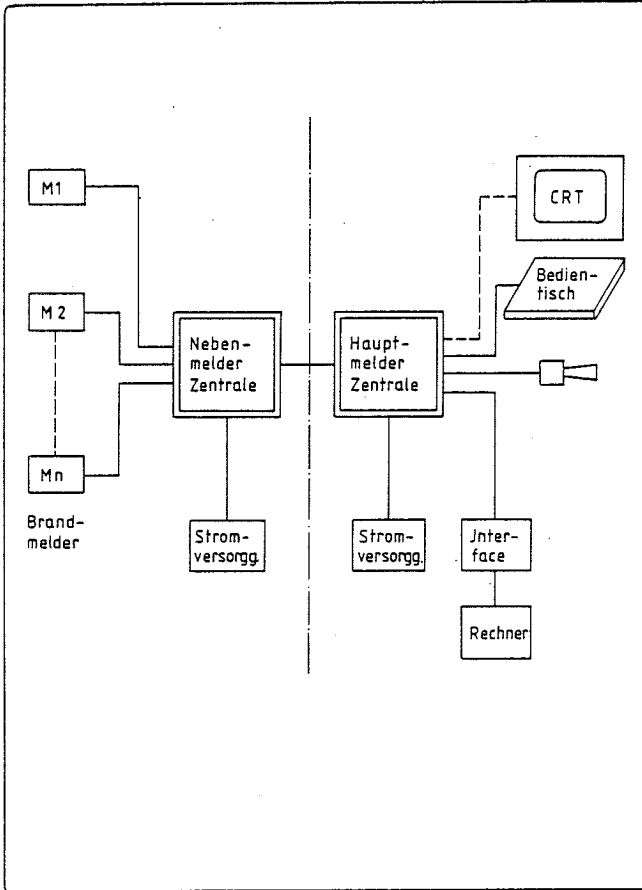 M1
M2
Mn
Brand-
melder
Neben-
melder
Zentrale
Strom-
versorgg.
Haupt-
melder
Zentrale
Strom-
versorgg.
CRT
Bedien-
tisch
Jnter-
face
Rechner